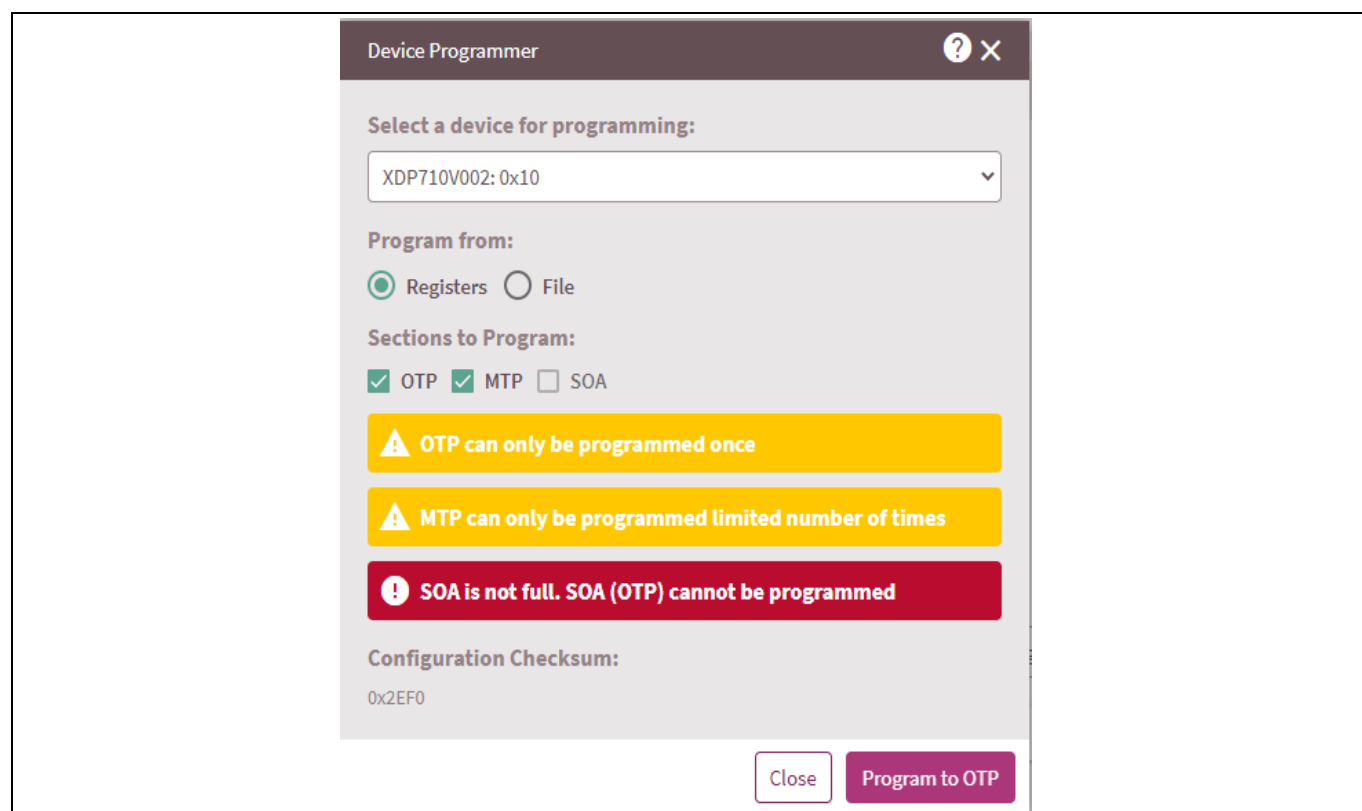 Device Programmer
Select a device for programming:
XDP710V002: 0x10
Program from:
Registers File
Sections to Program:
OTP MTP SOA
OTP can only be programmed once
MTP can only be programmed limited number of times
SOA is not full. SOA (OTP) cannot be programmed
Configuration Checksum:
0x2EF0
Close Program to OTP